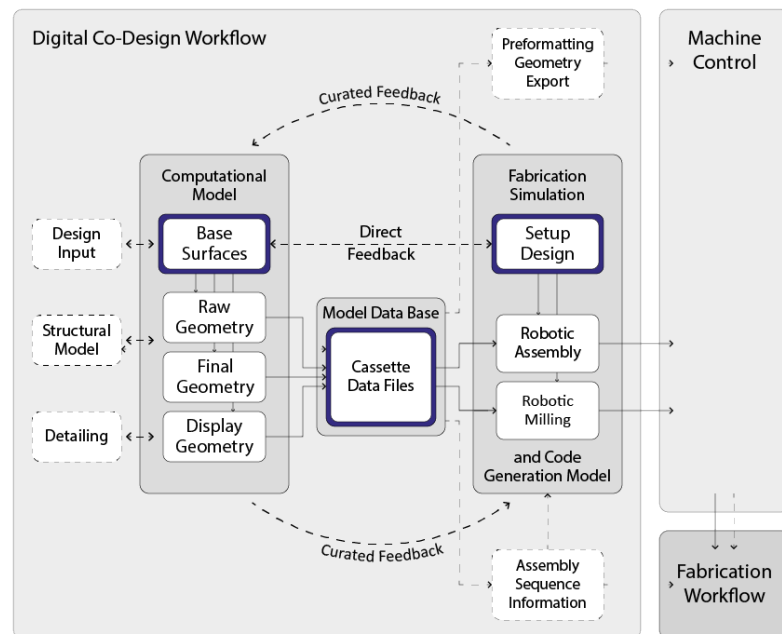 Digital Co-Design Workflow
Preformatting
Geometry
Export
Machine
Control
Curated Feedback
Computational
Model
Fabrication
Simulation
Design
Input
Base
Surfaces
Direct
Feedback
Setup
Design
Structural
Model
Raw
Geometry
Model Data Base
Robotic
Assembly
Final
Geometry
Cassette
Data Files
Robotic
Milling
Detailing
Display
Geometry
and Code
Generation Model
Curated Feedback
Assembly
Sequence
Information
Fabrication
Workflow